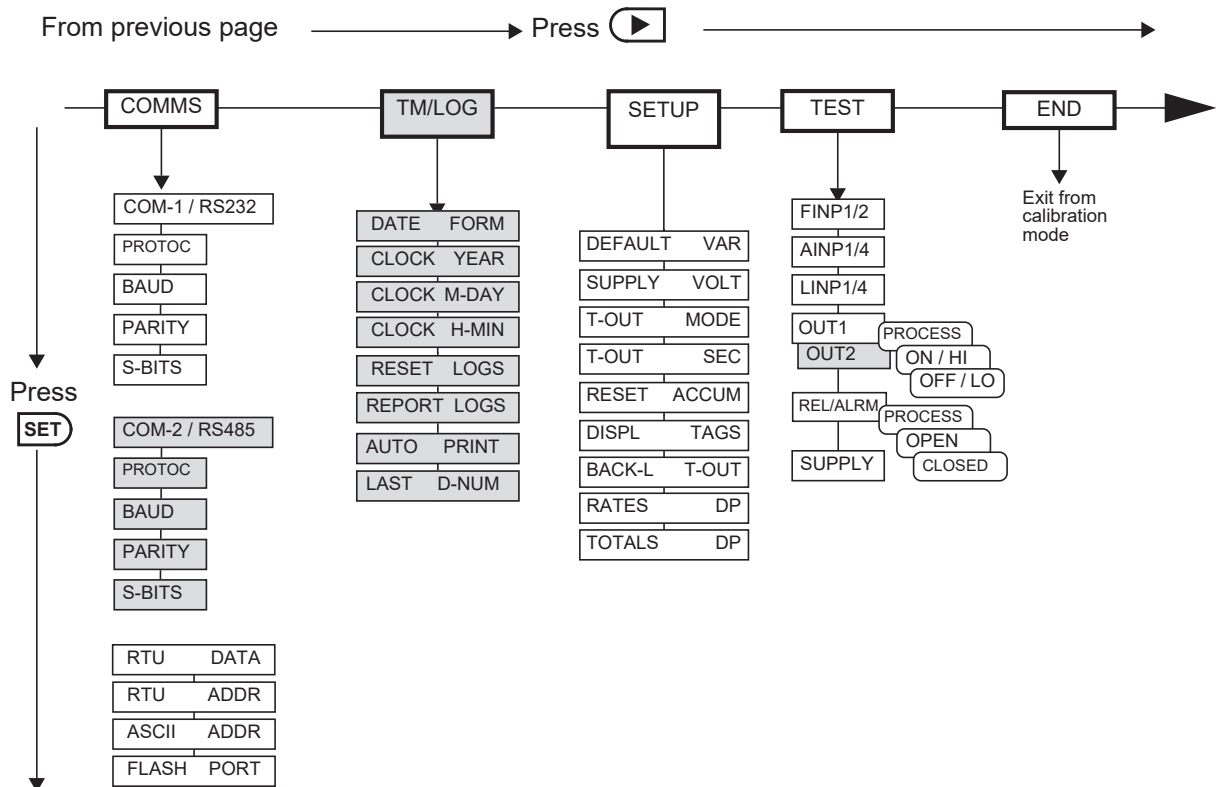 From previous page
Press
COMMS
TM/LOG
SETUP
TEST
END
Press
SET
COM-1 / RS232
PROTOC
BAUD
PARITY
S-BITS
COM-2 / RS485
PROTOC
BAUD
PARITY
S-BITS
RTU DATA
RTU ADDR
ASCII ADDR
FLASH PORT
DATE FORM
CLOCK YEAR
CLOCK M-DAY
CLOCK H-MIN
RESET LOGS
REPORT LOGS
AUTO PRINT
LAST D-NUM
DEFAULT VAR
SUPPLY VOLT
T-OUT MODE
T-OUT SEC
RESET ACCUM
DISPL TAGS
BACK-L T-OUT
RATES DP
TOTALS DP
FINP1/2
AINP1/4
LINP1/4
OUT1
OUT2
PROCESS
ON / HI
OFF / LO
REL/ALRM
PROCESS
OPEN
CLOSED
SUPPLY
Exit from
calibration
mode